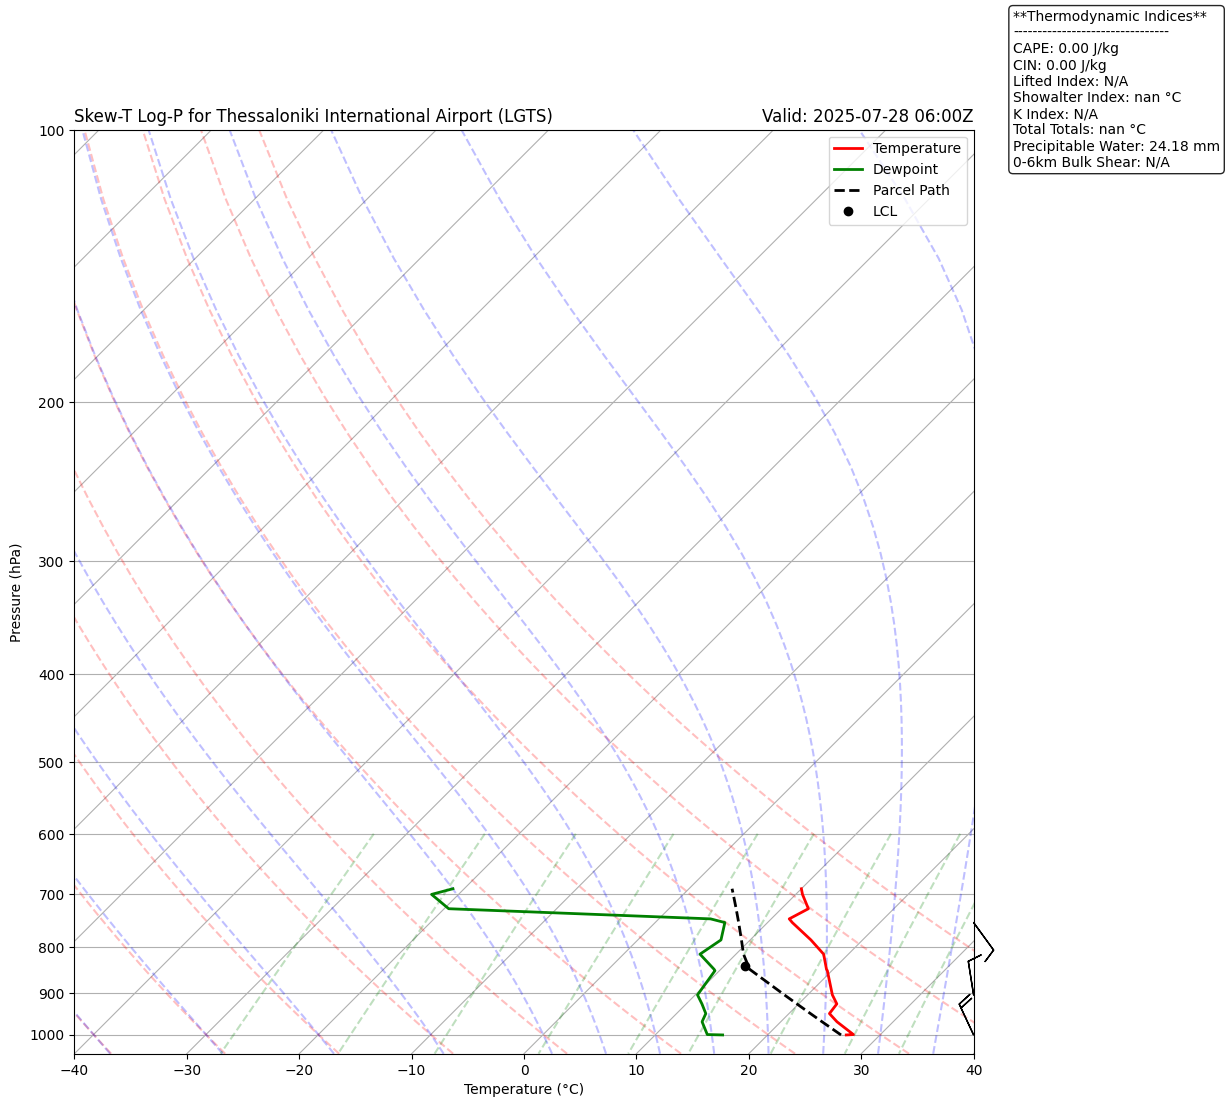 **Thermodynamic Indices**
--------------------------------
CAPE: 0.00 J/kg
CIN: 0.00 J/kg
Lifted Index: N/A
Showalter Index: nan °C
K Index: N/A
Total Totals: nan °C
Precipitable Water: 24.18 mm
0-6km Bulk Shear: N/A
Skew-T Log-P for Thessaloniki International Airport (LGTS)
Valid: 2025-07-28 06:00Z
Temperature
Dewpoint
Parcel Path
LCL
Pressure (hPa)
100
200
300
400
500
600
700
800
900
1000
−40
−30
−20
−10
0
10
20
30
40
Temperature (°C)